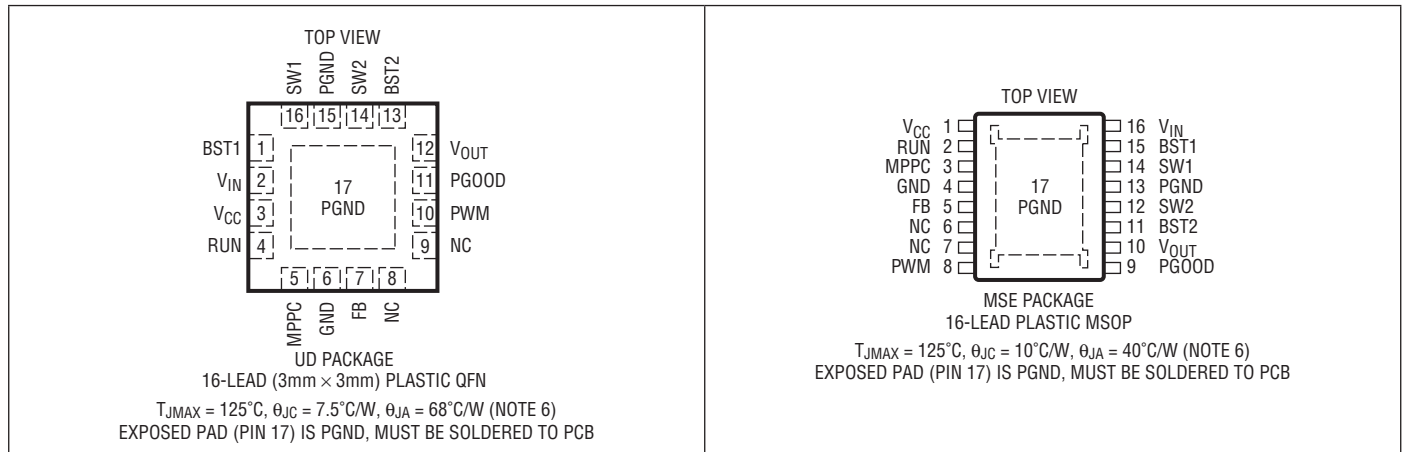 TOP VIEW
SW1 PGND SW2 BST2
16 15 14 13
BST1 1 12 VOUT
VIN 2 11 PGOOD
17
PGND
VCC 3 10 PWM
RUN 4 9 NC
5 6 7 8
MPPC GND FB NC
UD PACKAGE
16-LEAD (3mm × 3mm) PLASTIC QFN
TJMAX = 125°C, θJC = 7.5°C/W, θJA = 68°C/W (NOTE 6)
EXPOSED PAD (PIN 17) IS PGND, MUST BE SOLDERED TO PCB
TOP VIEW
VCC 1 16 VIN
RUN 2 15 BST1
MPPC 3 14 SW1
GND 4 17 13 PGND
FB 5 PGND 12 SW2
NC 6 11 BST2
NC 7 10 VOUT
PWM 8 9 PGOOD
MSE PACKAGE
16-LEAD PLASTIC MSOP
TJMAX = 125°C, θJC = 10°C/W, θJA = 40°C/W (NOTE 6)
EXPOSED PAD (PIN 17) IS PGND, MUST BE SOLDERED TO PCB